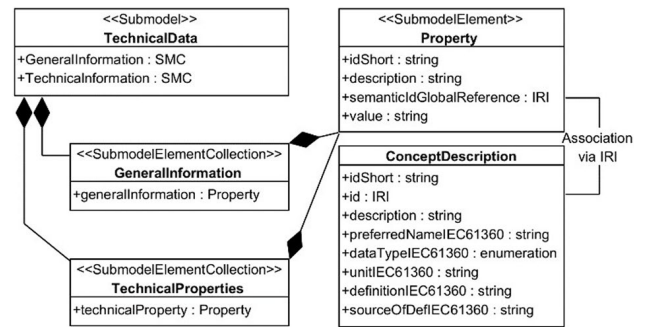 <<Submodel>>
TechnicalData
+GeneralInformation : SMC
+TechnicaInformation : SMC
<<SubmodelElement>>
Property
+idShort : string
+description : string
+semanticIdGlobalReference : IRI
+value : string
Association
via IRI
<<SubmodelElementCollection>>
GeneralInformation
+generalInformation : Property
ConceptDescription
+idShort : string
+id : IRI
+description : string
+preferredNameIEC61360 : string
+dataTypeIEC61360 : enumeration
+unitIEC61360 : string
+definitionIEC61360 : string
+sourceOfDefIEC61360 : string
<<SubmodelElementCollection>>
TechnicalProperties
+technicalProperty : Property